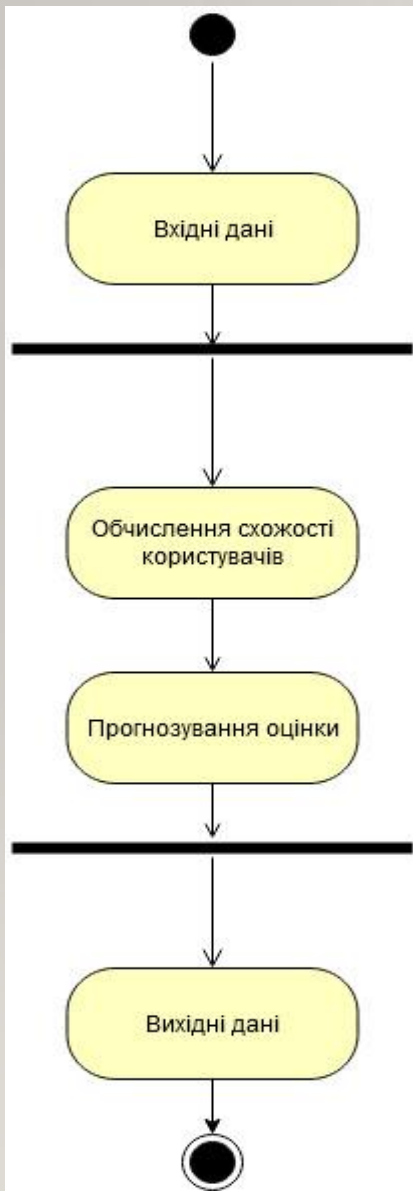 Вхідні дані
Обчислення схожості
користувачів
Прогнозування оцінки
Вихідні дані